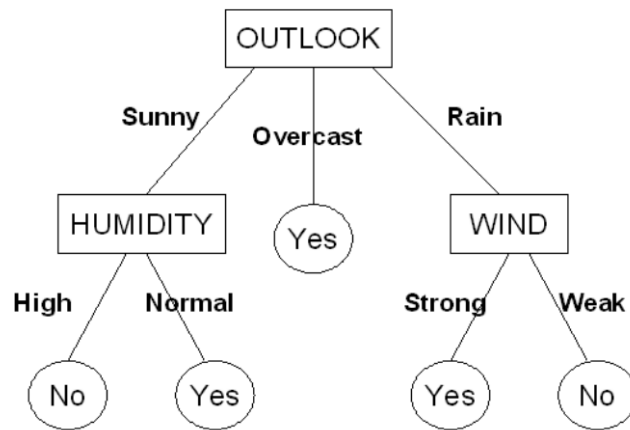 OUTLOOK
Sunny
Overcast
Rain
HUMIDITY
Yes
WIND
High
Normal
Strong
Weak
No
Yes
Yes
No